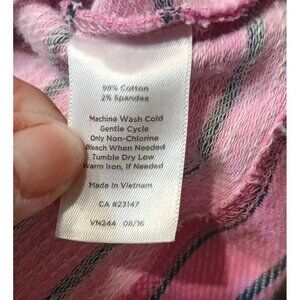 98% Cotton
2% Spandex
Machine Wash Cold
Gentle Cycle
Only Non-Chlorine
Bleach When Needed
Tumble Dry Low
Warm Iron, If Needed
Made in Vietnam
CA #23147
VN244 08/16